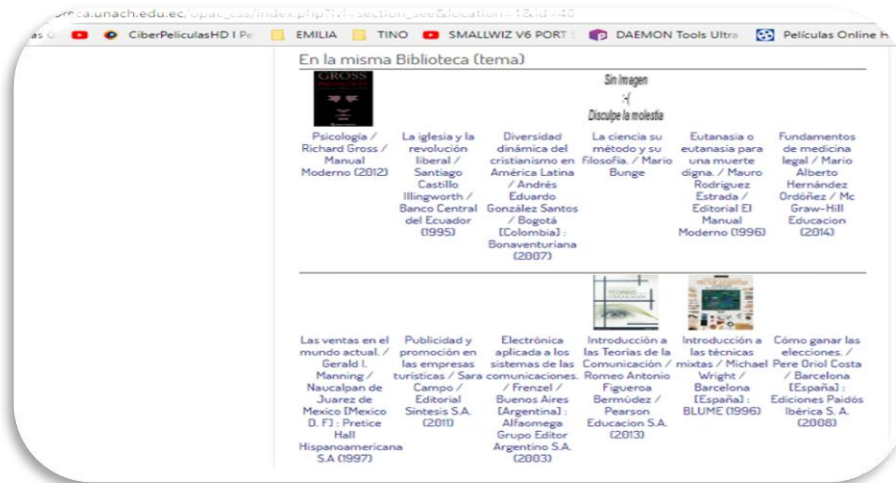 oteca.unach.edu.ec/opac_css/index.php?lvl=section_see&location=1&id=46
CiberPeliculasHD | Pe EMILIA TINO SMALLWIZ V6 PORT DAEMON Tools Ultra Películas Online H
En la misma Biblioteca (tema)
GROSS
Sin Imagen
:-(
Disculpe la molestia
Psicología /
Richard Gross /
Manual
Moderno (2012)
La iglesia y la
revolución
liberal /
Santiago
Castillo
Illingworth /
Banco Central
del Ecuador
(1995)
Diversidad
dinámica del
cristianismo en
América Latina
/ Andrés
Eduardo
González Santos
/ Bogotá
[Colombia] :
Bonaventuriana
(2007)
La ciencia su
método y su
Filosofía. / Mario
Bunge
Eutanasia o
eutanasia para
una muerte
digna. / Mauro
Rodriguez
Estrada /
Editorial El
Manual
Moderno (1996)
Fundamentos
de medicina
legal / Mario
Alberto
Hernández
Ordóñez / Mc
Graw-Hill
Educacion
(2014)
TEORÍAS
Las ventas en el
mundo actual. /
Gerald I.
Manning /
Naucalpan de
Juarez de
Mexico [Mexico
D. F] : Pretice
Hall
Hispanoamericana
S.A (1997)
Publicidad y
promoción en
las empresas
turísticas / Sara
Campo /
Editorial
Síntesis S.A.
(2011)
Electrónica
aplicada a los
sistemas de las
comunicaciones.
/ Frenzel /
Buenos Aires
[Argentina] :
Alfaomega
Grupo Editor
Argentino S.A.
(2003)
Introducción a
las Teorías de la
Comunicación /
Romeo Antonio
Figueroa
Bermúdez /
Pearson
Educacion S.A.
(2013)
Introducción a
las técnicas
mixtas / Michael
Wright /
Barcelona
[España] :
BLUME (1996)
Cómo ganar las
elecciones. /
Pere Oriol Costa
/ Barcelona
[España] :
Ediciones Paidós
Ibérica S. A.
(2008)